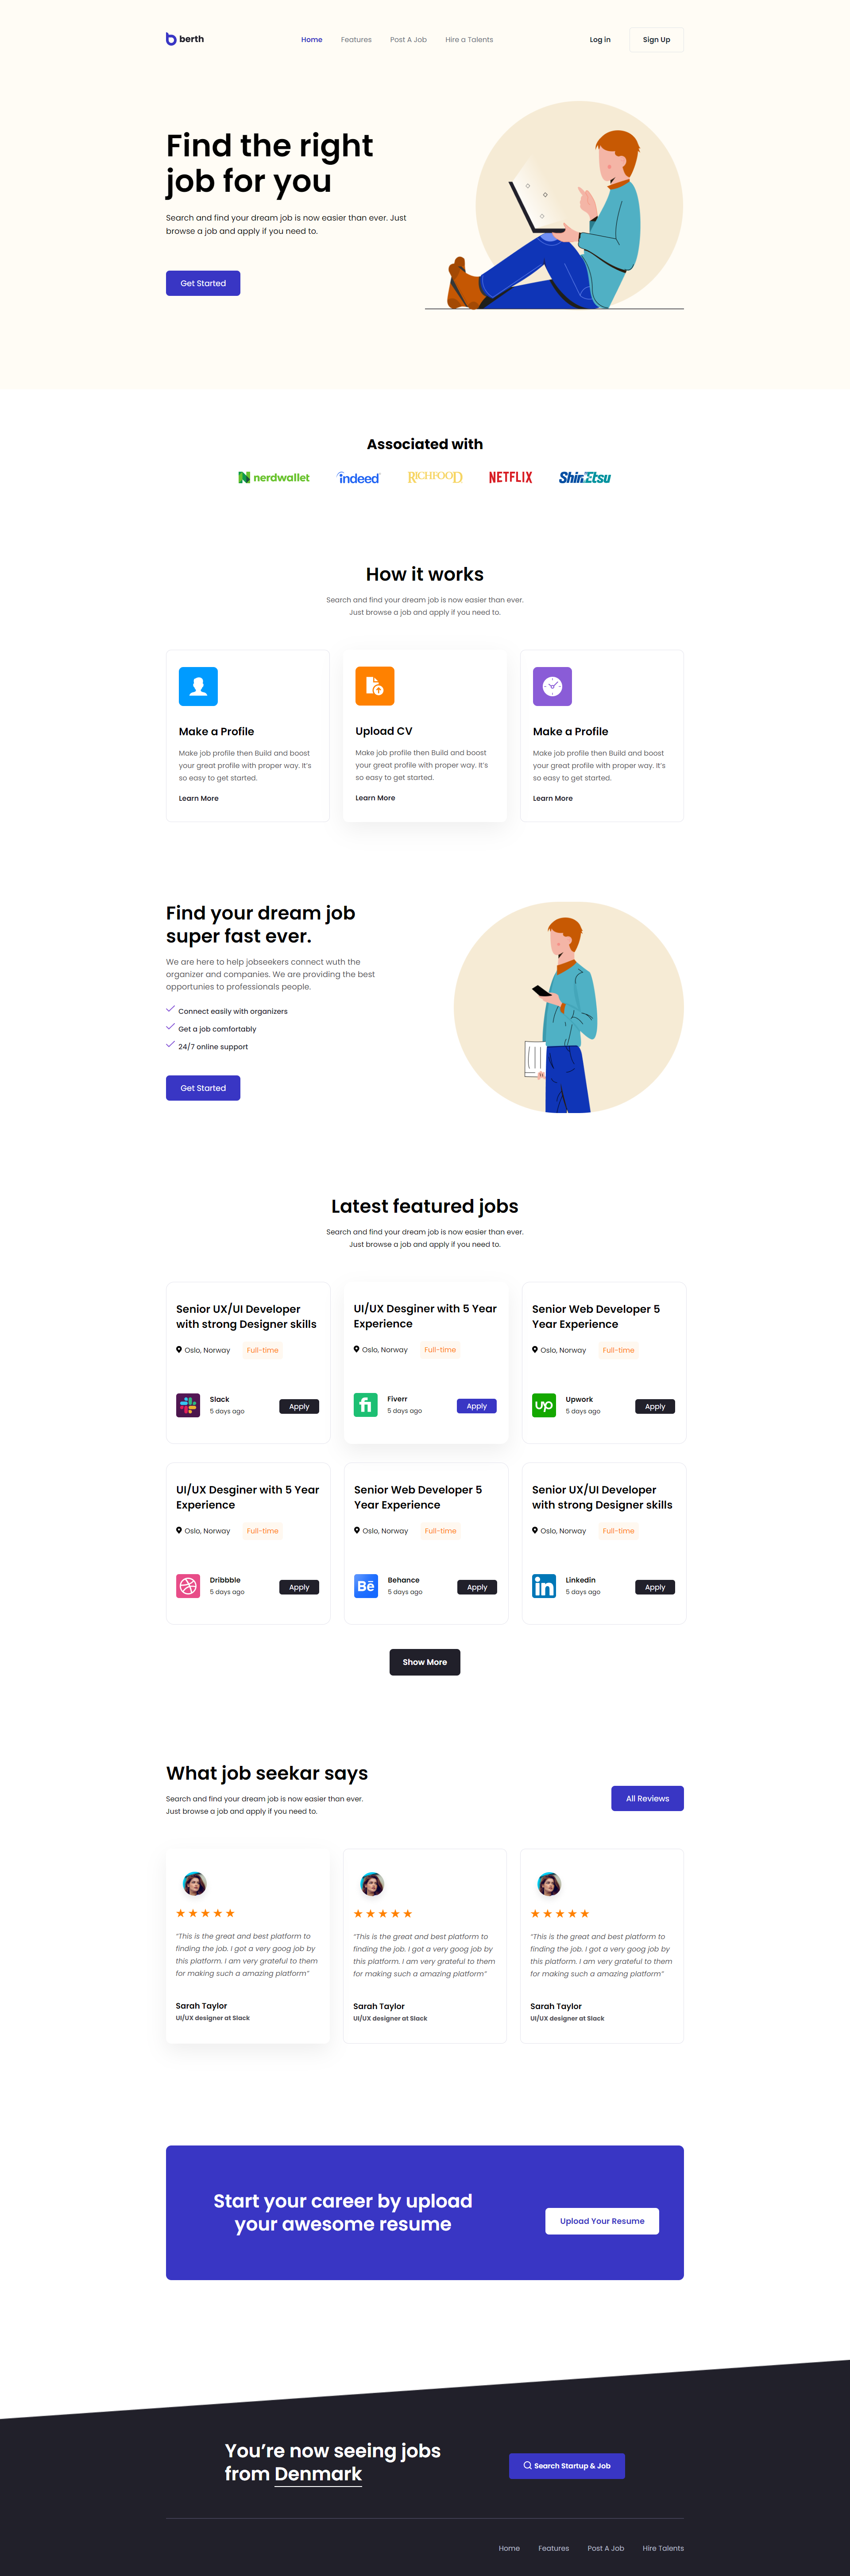 berth
Home Features Post A Job Hire a Talents
Log in Sign Up
Find the right
job for you
Search and find your dream job is now easier than ever. Just
browse a job and apply if you need to.
Get Started
Associated with
nerdwallet indeed RICHFOOD NETFLIX ShinEtsu
How it works
Search and find your dream job is now easier than ever.
Just browse a job and apply if you need to.
Make a Profile
Make job profile then Build and boost
your great profile with proper way. It's
so easy to get started.
Learn More
Upload CV
Make job profile then Build and boost
your great profile with proper way. It's
so easy to get started.
Learn More
Make a Profile
Make job profile then Build and boost
your great profile with proper way. It's
so easy to get started.
Learn More
Find your dream job
super fast ever.
We are here to help jobseekers connect wuth the
organizer and companies. We are providing the best
opportunies to professionals people.
Connect easily with organizers
Get a job comfortably
24/7 online support
Get Started
Latest featured jobs
Search and find your dream job is now easier than ever.
Just browse a job and apply if you need to.
Senior UX/UI Developer
with strong Designer skills
Oslo, Norway Full-time
Slack
5 days ago
Apply
UI/UX Desginer with 5 Year
Experience
Oslo, Norway Full-time
fi
Fiverr
5 days ago
Apply
Senior Web Developer 5
Year Experience
Oslo, Norway Full-time
up
Upwork
5 days ago
Apply
UI/UX Desginer with 5 Year
Experience
Oslo, Norway Full-time
Dribbble
5 days ago
Apply
Senior Web Developer 5
Year Experience
Oslo, Norway Full-time
Bē
Behance
5 days ago
Apply
Senior UX/UI Developer
with strong Designer skills
Oslo, Norway Full-time
in
Linkedin
5 days ago
Apply
Show More
What job seekar says
Search and find your dream job is now easier than ever.
Just browse a job and apply if you need to.
All Reviews
“This is the great and best platform to
finding the job. I got a very goog job by
this platform. I am very grateful to them
for making such a amazing platform”
Sarah Taylor
UI/UX designer at Slack
“This is the great and best platform to
finding the job. I got a very goog job by
this platform. I am very grateful to them
for making such a amazing platform”
Sarah Taylor
UI/UX designer at Slack
“This is the great and best platform to
finding the job. I got a very goog job by
this platform. I am very grateful to them
for making such a amazing platform”
Sarah Taylor
UI/UX designer at Slack
Start your career by upload
your awesome resume
Upload Your Resume
You’re now seeing jobs
from Denmark
Search Startup & Job
Home Features Post A Job Hire Talents